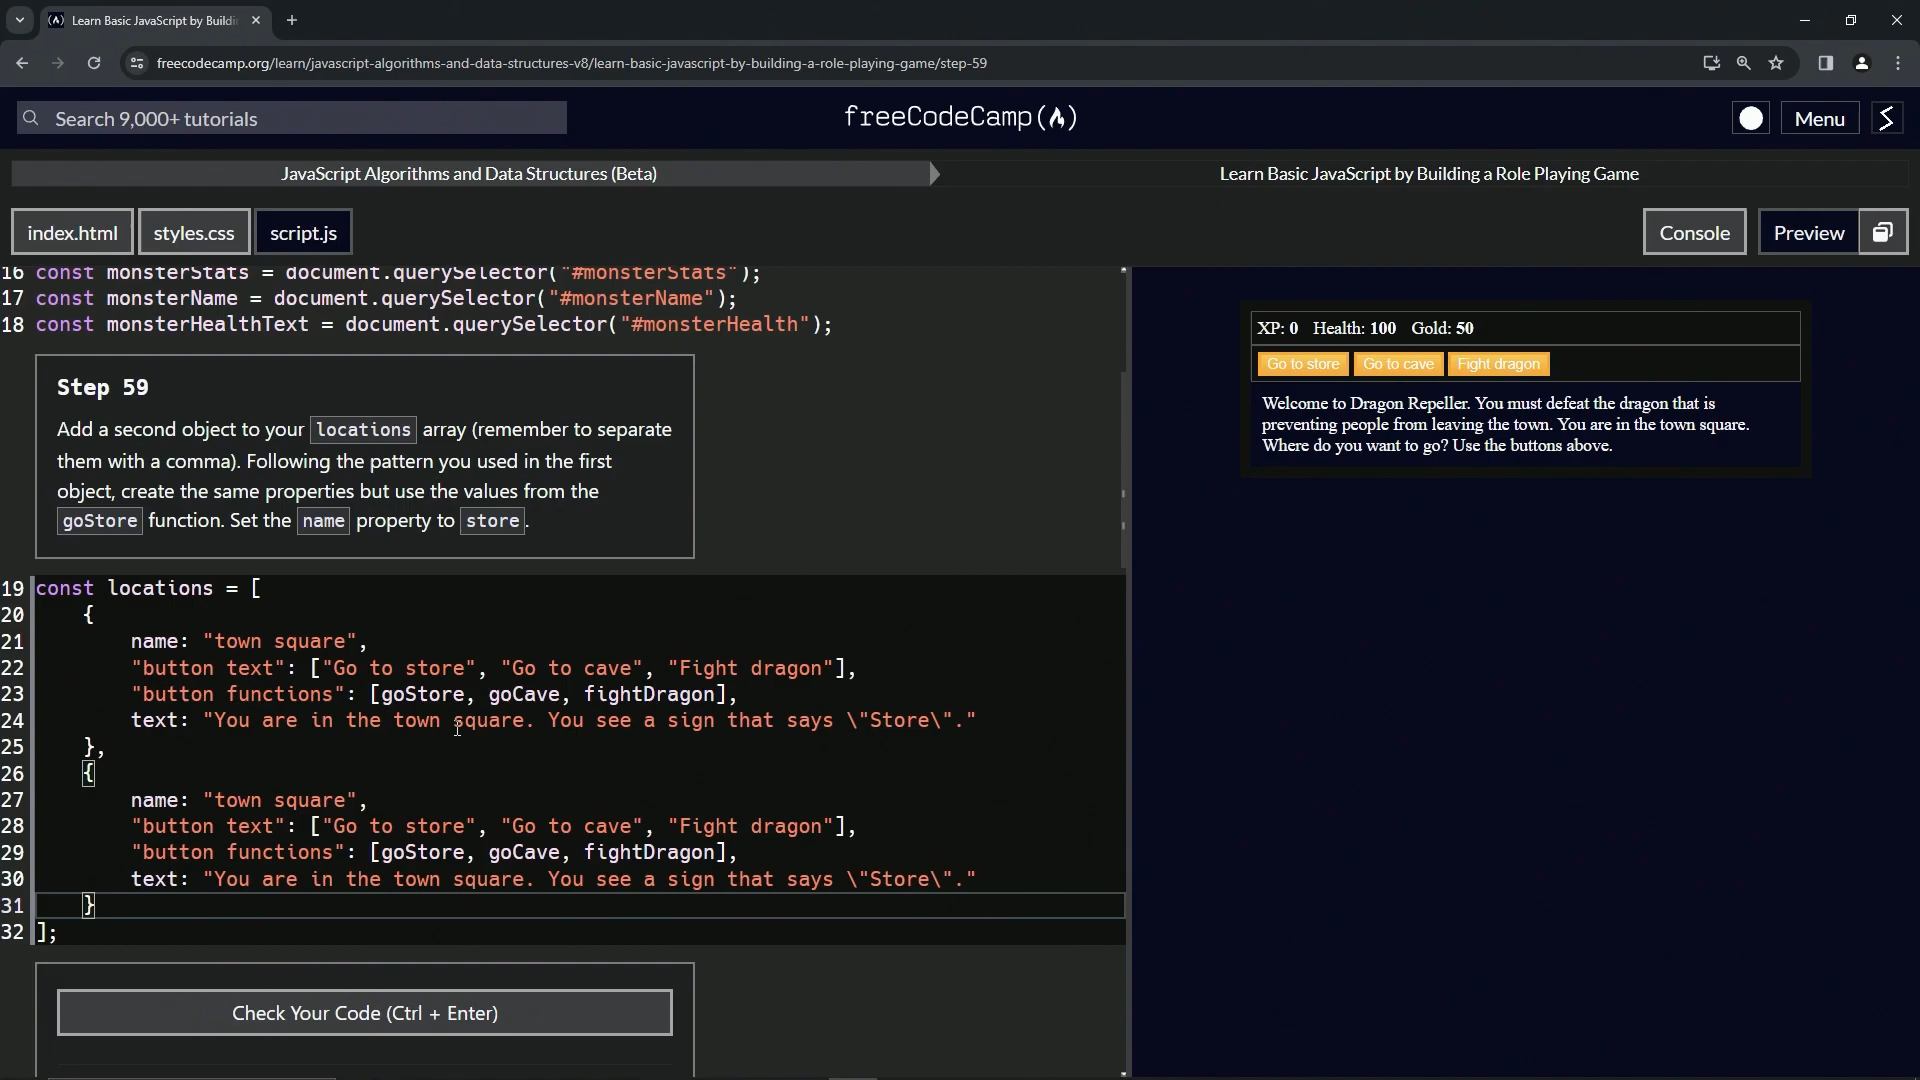 Learn Basic JavaScript by Buildi
freecodecamp.org/learn/javascript-algorithms-and-data-structures-v8/learn-basic-javascript-by-building-a-role-playing-game/step-59
Search 9,000+ tutorials
freeCodeCamp(🔥)
Menu
JavaScript Algorithms and Data Structures (Beta)
Learn Basic JavaScript by Building a Role Playing Game
index.html
styles.css
script.js
Console
Preview
16 const monsterStats = document.querySelector("#monsterStats");
17 const monsterName = document.querySelector("#monsterName");
18 const monsterHealthText = document.querySelector("#monsterHealth");
Step 59
Add a second object to your locations array (remember to separate
them with a comma). Following the pattern you used in the first
object, create the same properties but use the values from the
goStore function. Set the name property to store.
19 const locations = [
20 {
21 name: "town square",
22 "button text": ["Go to store", "Go to cave", "Fight dragon"],
23 "button functions": [goStore, goCave, fightDragon],
24 text: "You are in the town square. You see a sign that says \"Store\"."
25 },
26 {
27 name: "town square",
28 "button text": ["Go to store", "Go to cave", "Fight dragon"],
29 "button functions": [goStore, goCave, fightDragon],
30 text: "You are in the town square. You see a sign that says \"Store\"."
31 }
32 ];
Check Your Code (Ctrl + Enter)
XP: 0 Health: 100 Gold: 50
Go to store
Go to cave
Fight dragon
Welcome to Dragon Repeller. You must defeat the dragon that is
preventing people from leaving the town. You are in the town square.
Where do you want to go? Use the buttons above.